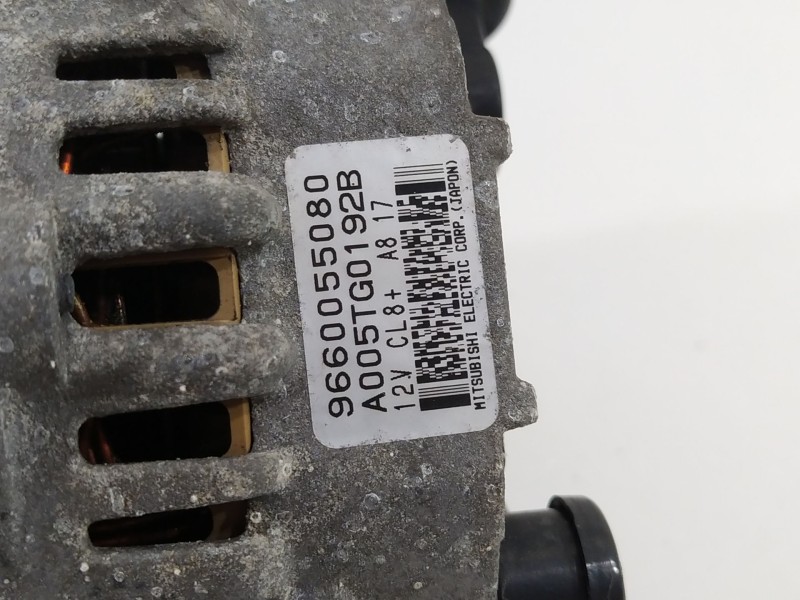 9660055080
A005TG0192B
12V CL8+ A8 17
MITSUBISHI ELECTRIC CORP.(JAPON)